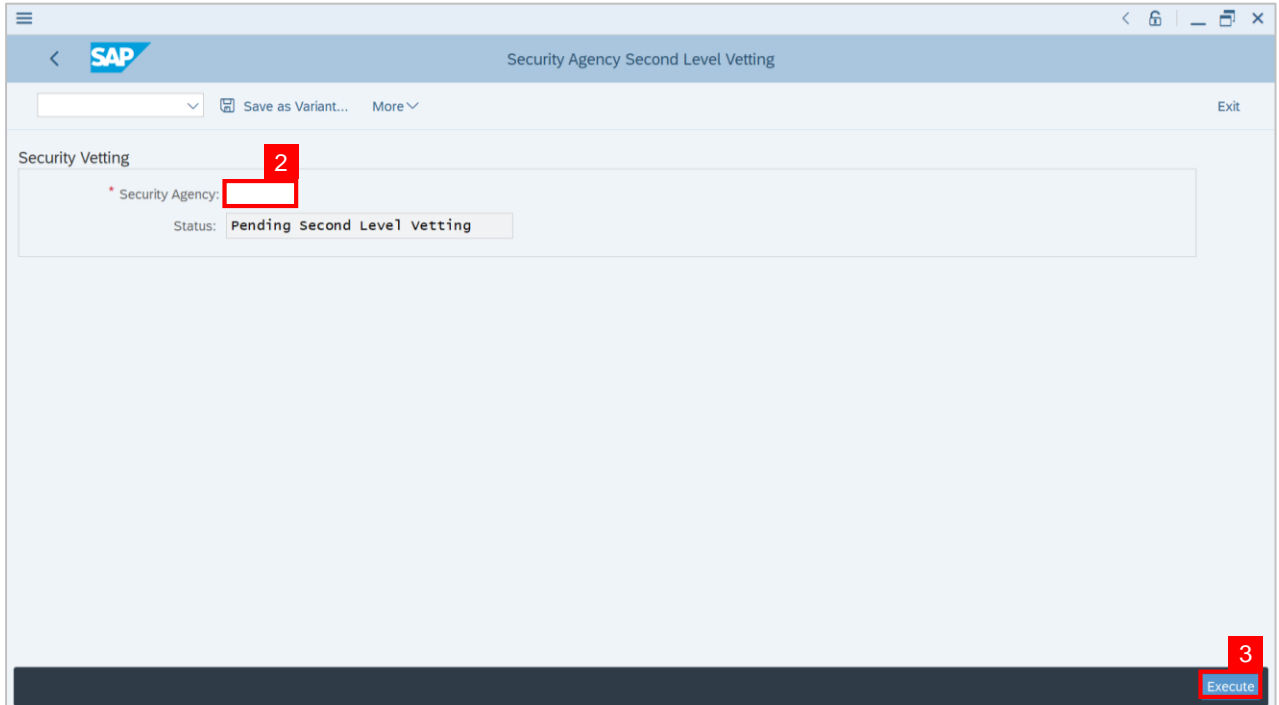 SAP
Security Agency Second Level Vetting
Save as Variant... More Exit
Security Vetting
2
* Security Agency:
Status: Pending Second Level Vetting
3
Execute